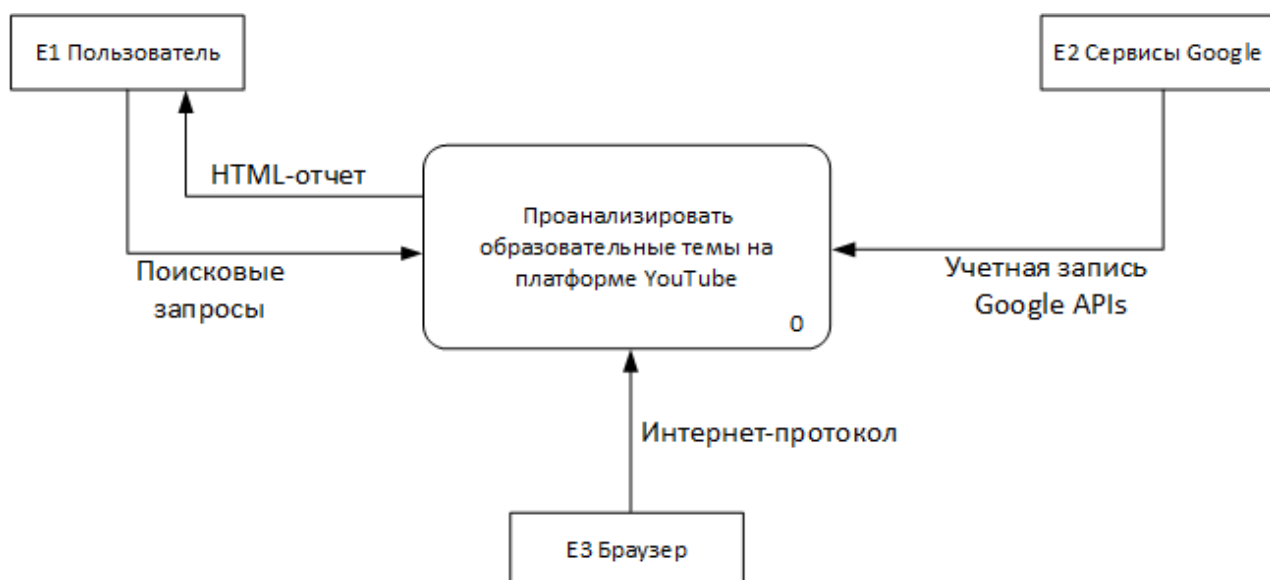 E1 Пользователь
E2 Сервисы Google
HTML-отчет
Проанализировать
образовательные темы на
платформе YouTube
0
Поисковые
запросы
Учетная запись
Google APIs
Интернет-протокол
E3 Браузер